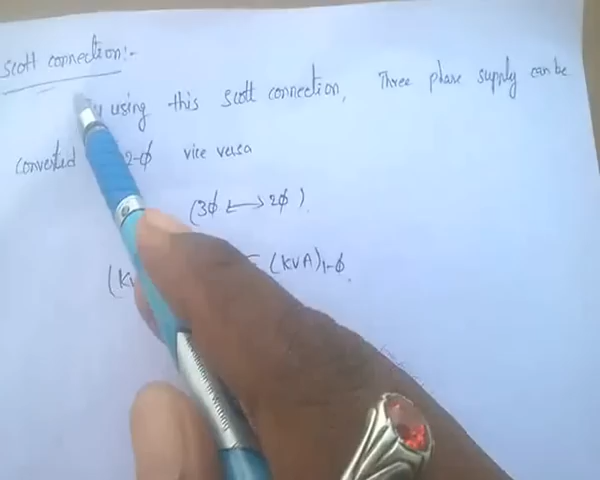 Scott connection:-
using this scott connection, Three phase supply can be
converted 2-ϕ vice versa
(3ϕ ⟷ 2ϕ).
(KV = (KVA)1-ϕ.